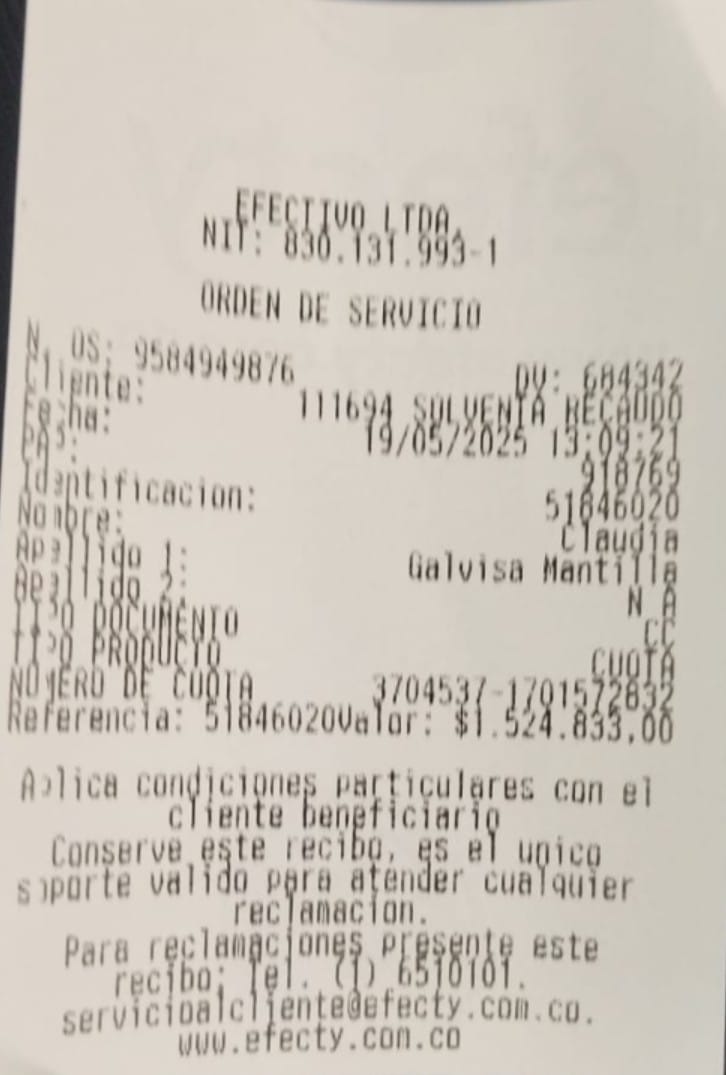 EFECTIVO LTDA.
NIT: 830.131.993-1
ORDEN DE SERVICIO
N. OS: 9584949876 DV: 684342
Cliente: 111694 SOLVENTA RECAUDO
Fecha: 19/05/2025 13:09:21
PAP: 918769
Identificacion: 51846020
Nombre: Claudia
Apellido 1: Galvisa Mantilla
Apellido 2: N A
TIPO DOCUMENTO CC
TIPO PRODUCTO CUOTA
NUMERO DE CUOTA 3704537-1701572832
Referencia: 51846020Valor: $1.524.833,00
Aplica condiciones particulares con el
cliente beneficiario
Conserve este recibo, es el unico
soporte valido para atender cualquier
reclamacion.
Para reclamaciones presente este
recibo; Tel. (1) 6510101.
servicioalcliente@efecty.com.co.
www.efecty.com.co